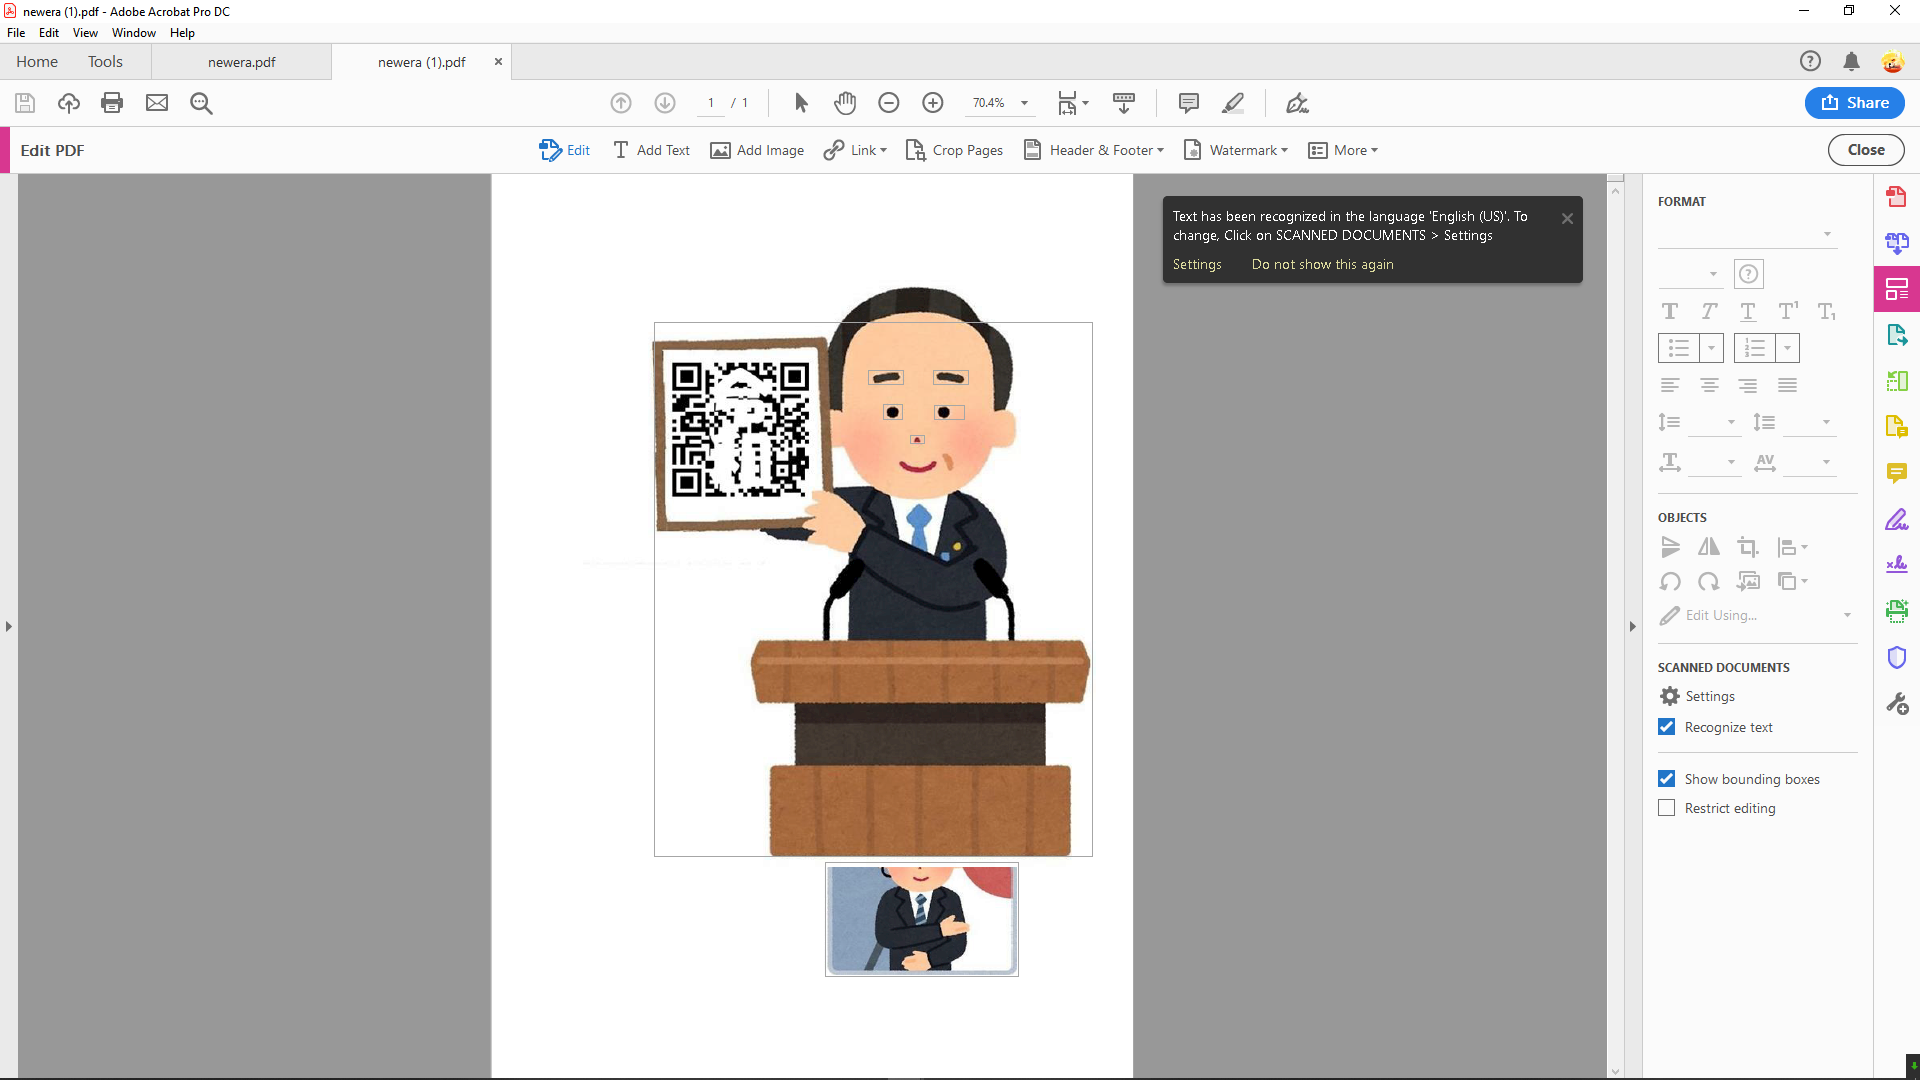 newera (1).pdf - Adobe Acrobat Pro DC
File Edit View Window Help
Home Tools newera.pdf newera (1).pdf
1 / 1 70.4% Share
Edit PDF Edit Add Text Add Image Link Crop Pages Header & Footer Watermark More Close
Text has been recognized in the language 'English (US)'. To
change, Click on SCANNED DOCUMENTS > Settings
Settings Do not show this again
FORMAT
OBJECTS
Edit Using...
SCANNED DOCUMENTS
Settings
Recognize text
Show bounding boxes
Restrict editing